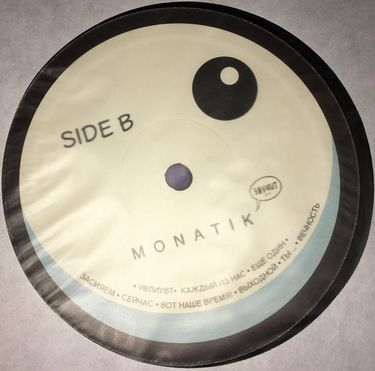 SIDE B
ЗВУЧИТ
MONATIK
• УВЛИУВТ • КАЖДЫЙ ИЗ НАС • ЕЩЕ ОДИН •
ЗАСИЯЕМ • СЕЙЧАС • ВОТ НАШЕ ВРЕМЯ! • ВЫХОДНОЙ • ТЫ ... • ВЕЧНОСТЬ